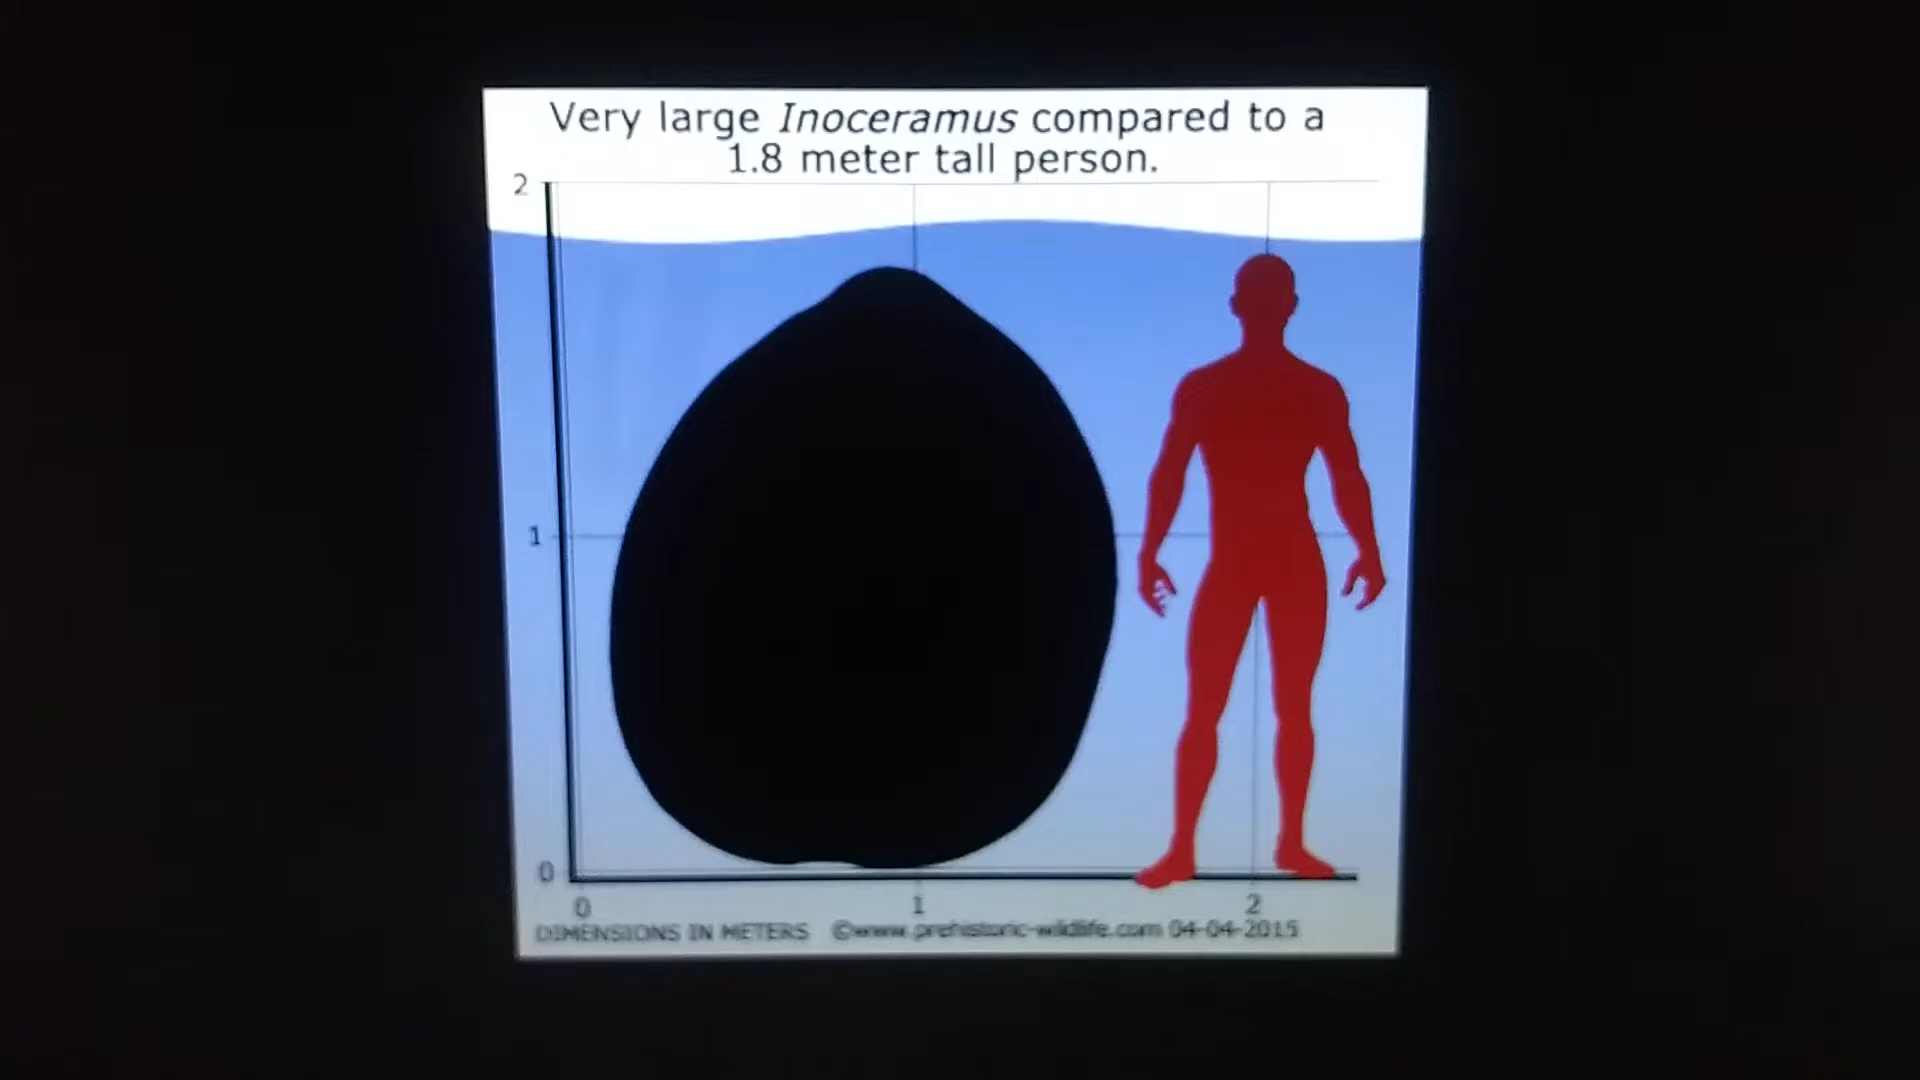 Very large Inoceramus compared to a
1.8 meter tall person.
2
1
0
0 1 2
DIMENSIONS IN METERS ©www.prehistoric-wildlife.com 04-04-2015